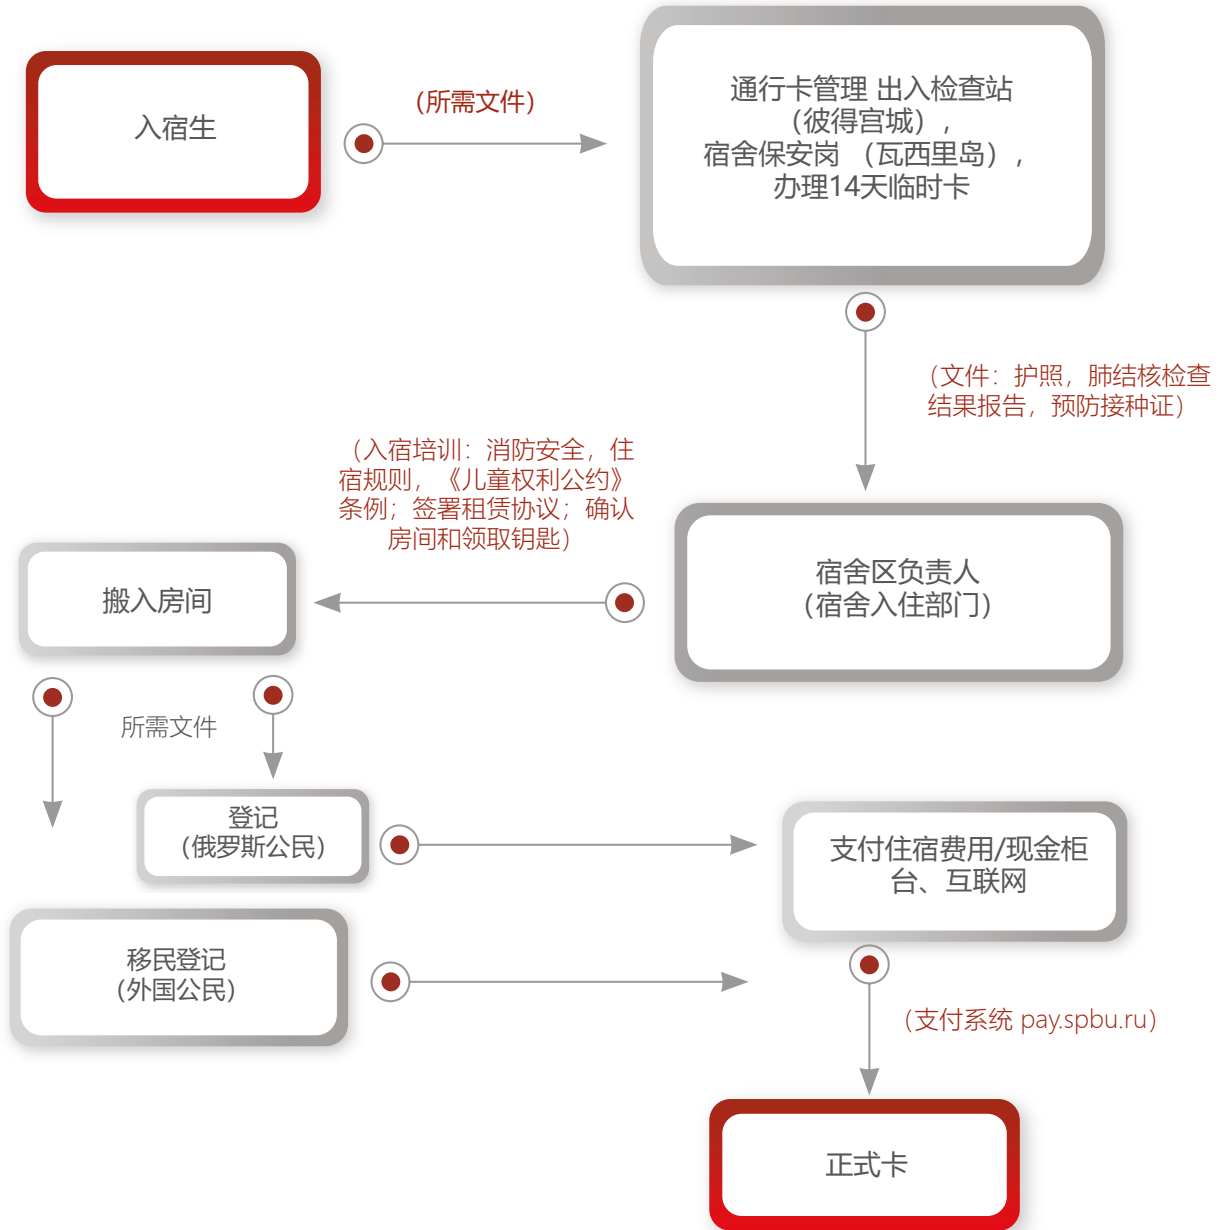 入宿生
（所需文件）
通行卡管理 出入检查站
（彼得宫城），
宿舍保安岗 （瓦西里岛），
办理14天临时卡
（文件：护照，肺结核检查
结果报告，预防接种证）
（入宿培训：消防安全，住
宿规则，《儿童权利公约》
条例；签署租赁协议；确认
房间和领取钥匙）
宿舍区负责人
（宿舍入住部门）
搬入房间
所需文件
登记
（俄罗斯公民）
支付住宿费用/现金柜
台、互联网
移民登记
（外国公民）
（支付系统 pay.spbu.ru）
正式卡